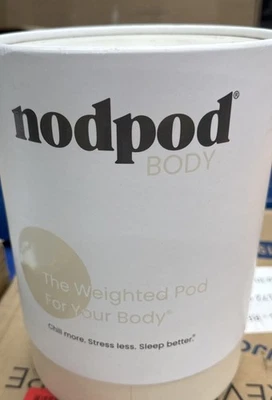 nodpod®
BODY
The Weighted Pod
For Your Body®
Chill more. Stress less. Sleep better.®